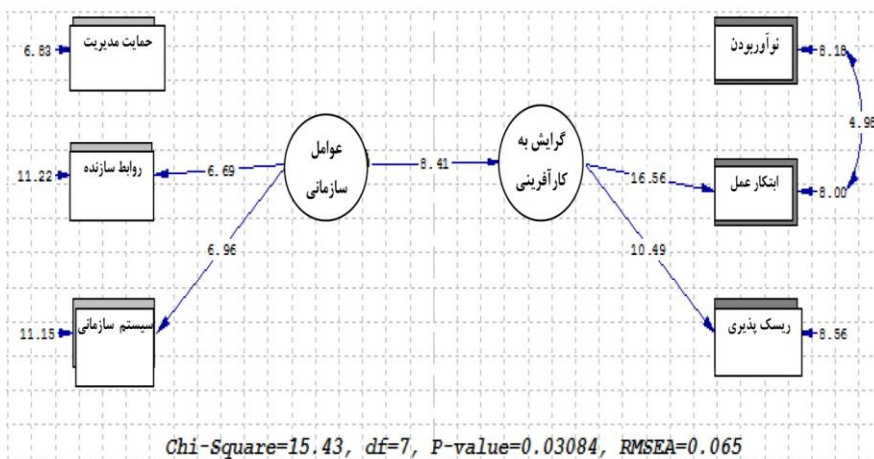 حمایت مدیریت
6.83
نوآوربودن
8.18
4.98
عوامل
سازمانی
گرایش به
کارآفرینی
8.41
روابط سازنده
11.22
6.69
16.56
ابتکار عمل
8.00
6.96
10.49
سیستم سازمانی
11.15
ریسک پذیری
8.56
Chi-Square=15.43, df=7, P-value=0.03084, RMSEA=0.065